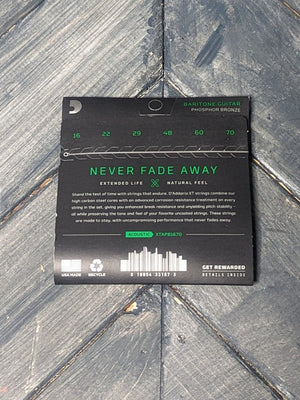 BARITONE GUITAR
PHOSPHOR BRONZE
16 22 29 48 60 70
NEVER FADE AWAY
EXTENDED LIFE NATURAL FEEL
Stand the test of time with strings that endure. D'Addario XT strings combine our
high carbon steel cores with an advanced corrosion resistance treatment on every
string in the set, giving you enhanced break resistance and unyielding pitch stability -
all while preserving the tone and feel of your favorite uncoated strings. These strings
are made to stay, with uncompromising performance that never fades away.
ACOUSTIC XTAPB1670
USA MADE
RECYCLE
GET REWARDED
DETAILS INSIDE